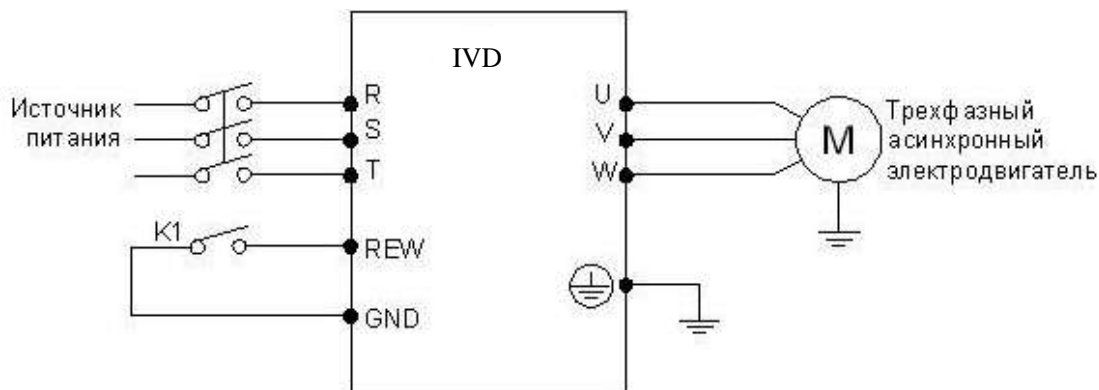 IVD
Источник
питания
R
S
T
K1
REW
GND
U
V
W
M
Трехфазный
асинхронный
электродвигатель